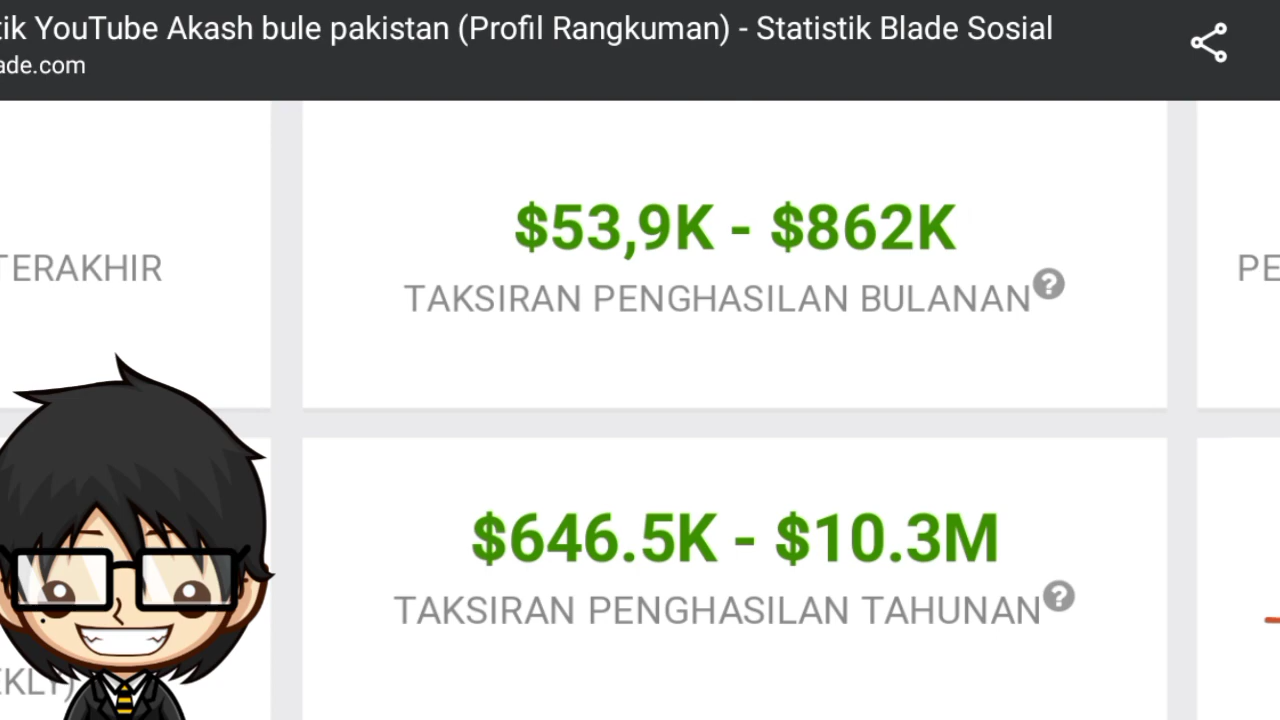 tik YouTube Akash bule pakistan (Profil Rangkuman) - Statistik Blade Sosial
ade.com
$53,9K - $862K
TERAKHIR
PE
TAKSIRAN PENGHASILAN BULANAN?
$646.5K - $10.3M
TAKSIRAN PENGHASILAN TAHUNAN?
EKLY)